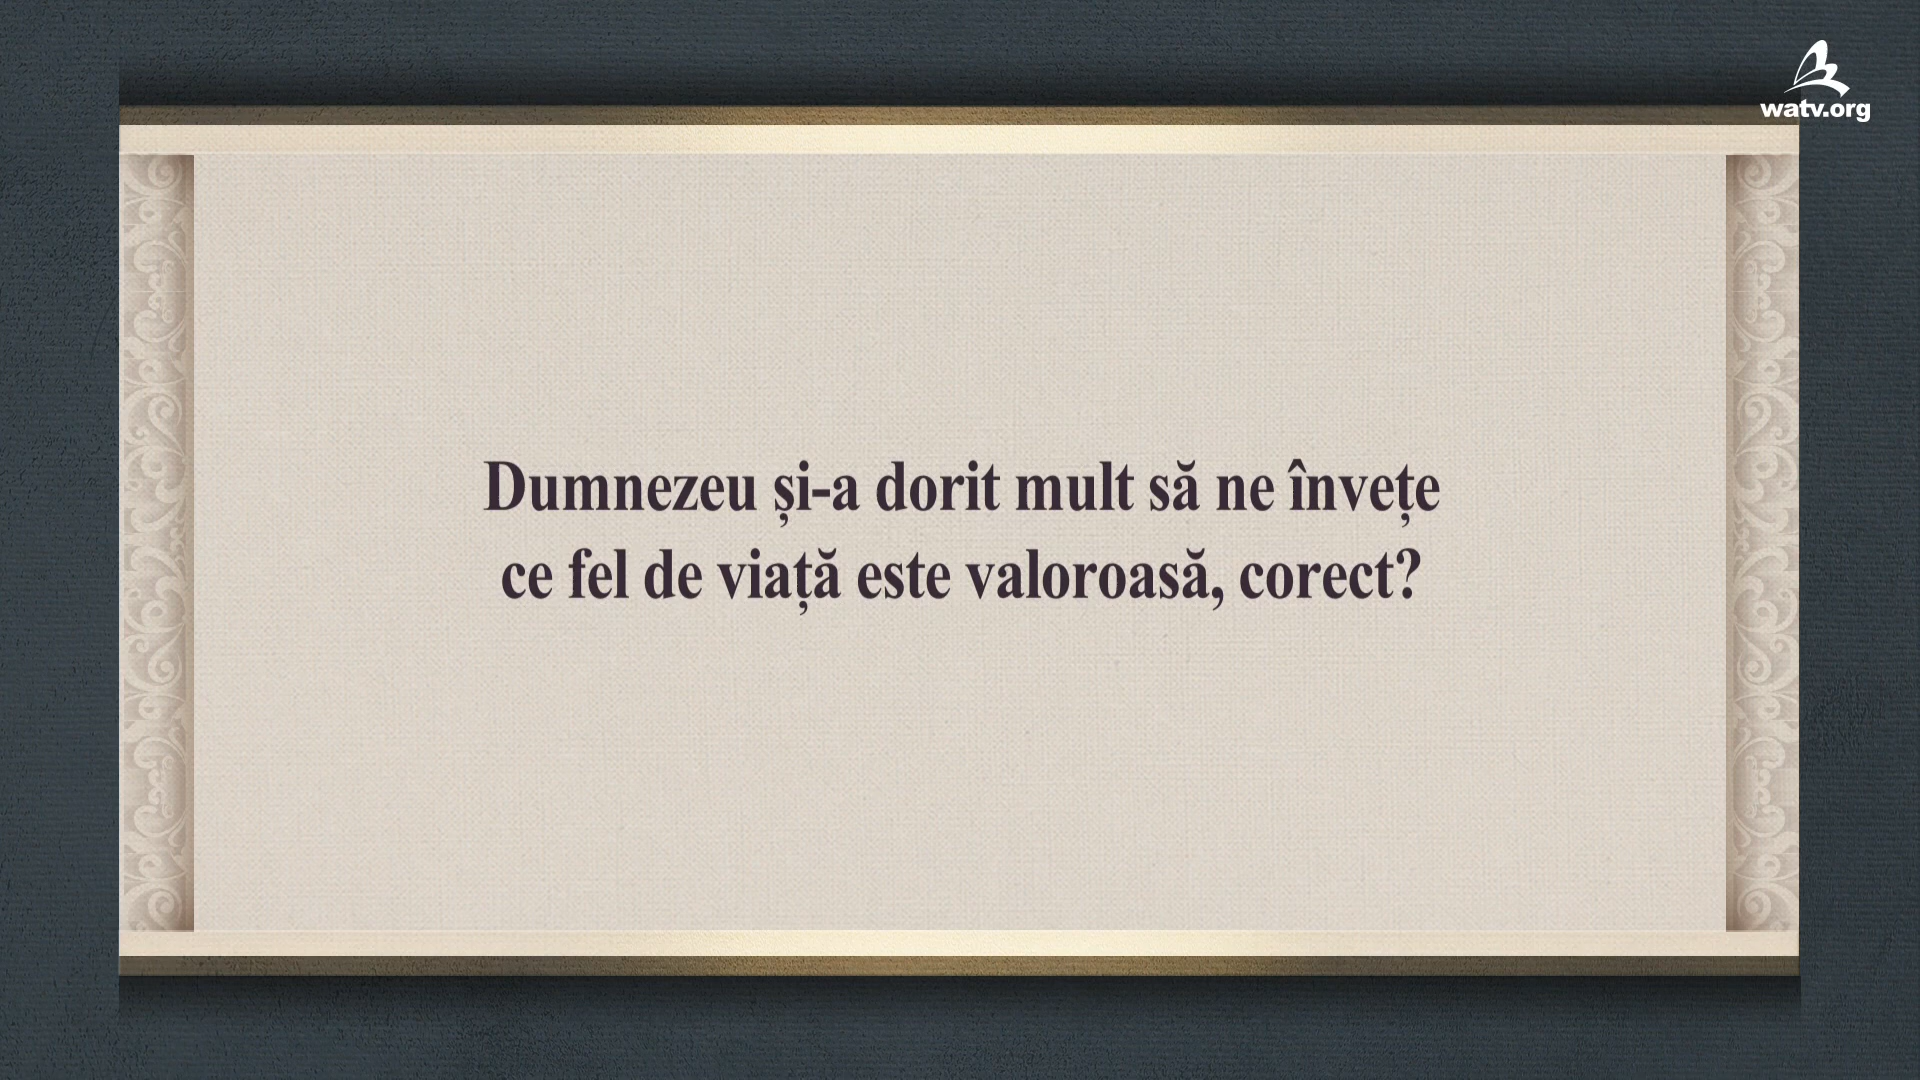 watv.org
Dumnezeu și-a dorit mult să ne învețe
ce fel de viață este valoroasă, corect?